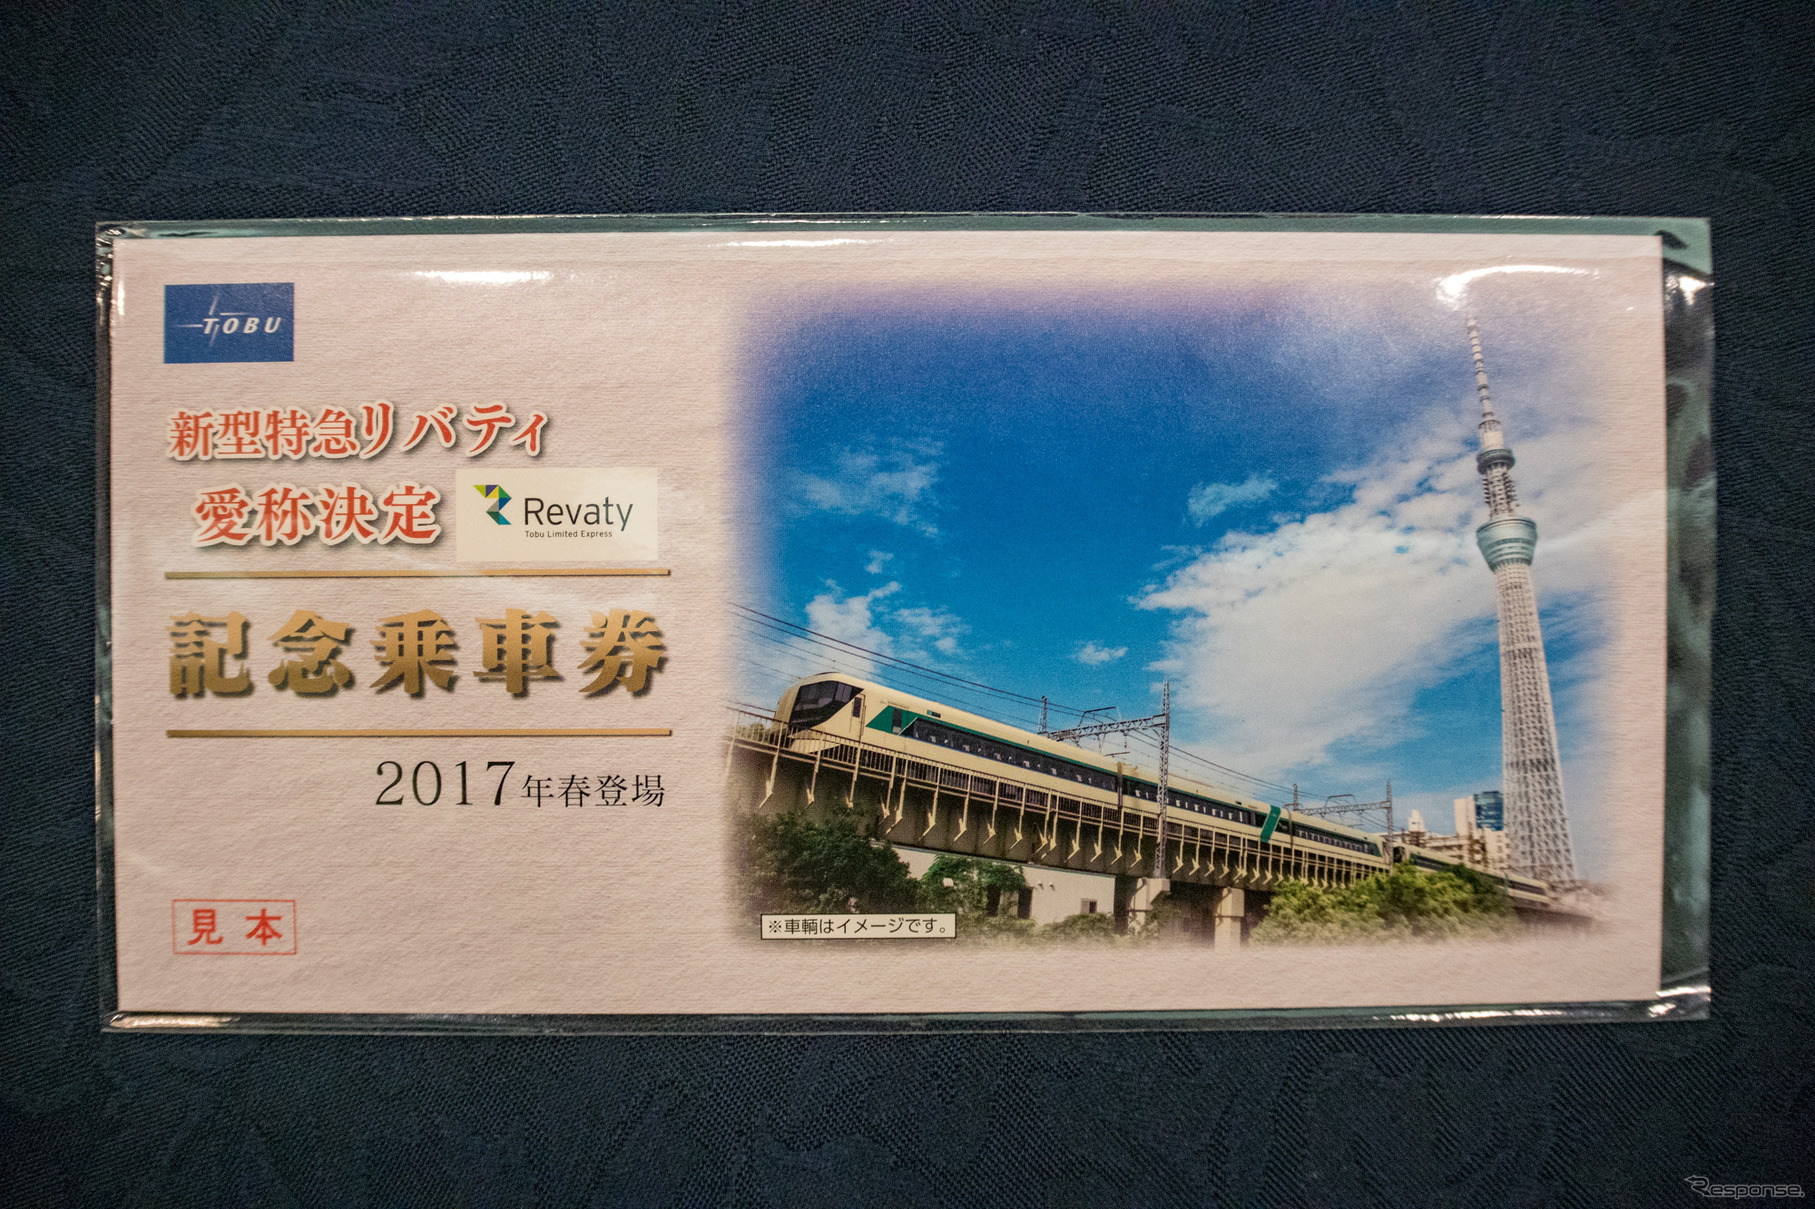 TOBU
新型特急リバティ
愛称決定
Revaty
Tobu Limited Express
記念乗車券
2017年春登場
見本
※車輌はイメージです。
Response.